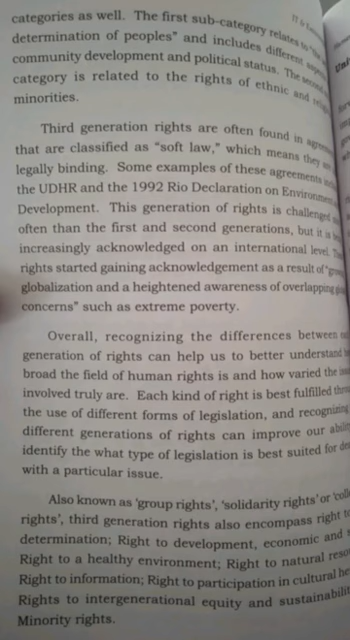 categories as well. The first sub-category relates to "the
determination of peoples" and includes different
community development and political status. The second
category is related to the rights of ethnic and
minorities.
Third generation rights are often found in
that are classified as "soft law," which means they
legally binding. Some examples of these agreements
the UDHR and the 1992 Rio Declaration on Environment
Development. This generation of rights is challenged
often than the first and second generations, but it is
increasingly acknowledged on an international level.
rights started gaining acknowledgement as a result of
globalization and a heightened awareness of overlapping
concerns" such as extreme poverty.
Overall, recognizing the differences between
generation of rights can help us to better understand
broad the field of human rights is and how varied the
involved truly are. Each kind of right is best fulfilled
the use of different forms of legislation, and recognizing
different generations of rights can improve our
identify the what type of legislation is best suited for
with a particular issue.
Also known as 'group rights', 'solidarity rights' or
rights', third generation rights also encompass right to
determination; Right to development, economic and
Right to a healthy environment; Right to natural
Right to information; Right to participation in cultural
Rights to intergenerational equity and
Minority rights.